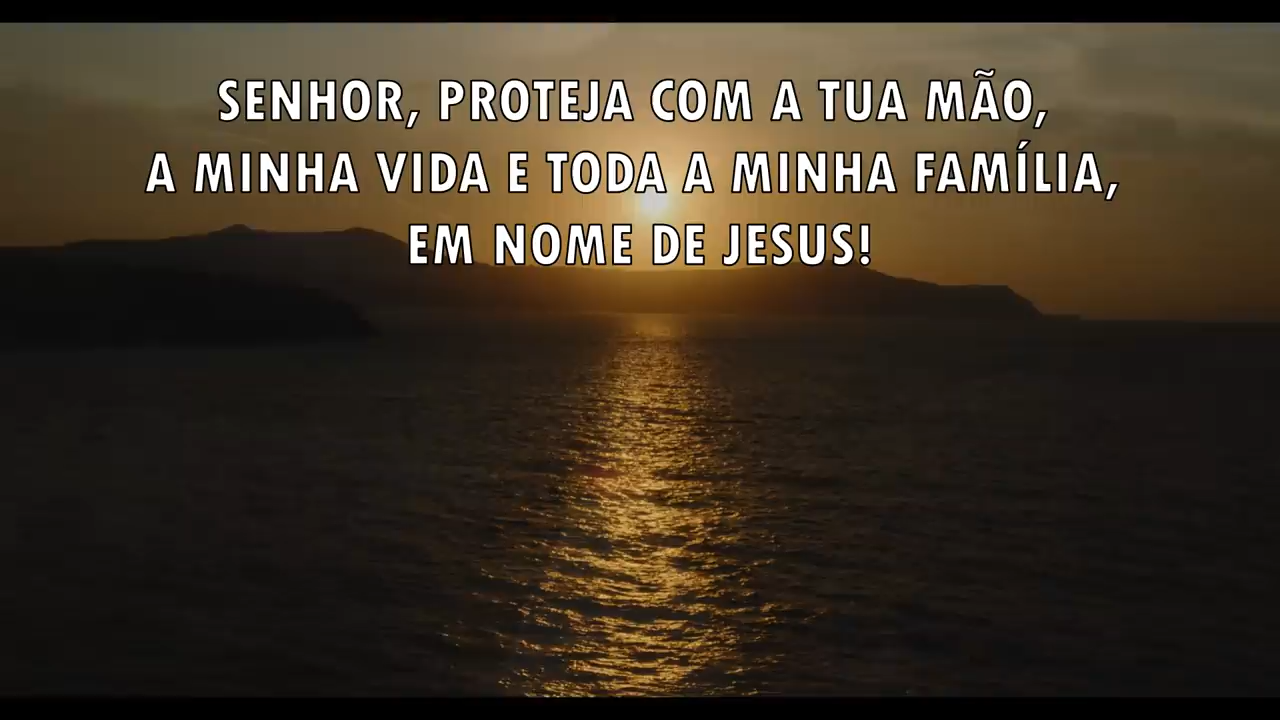 SENHOR, PROTEJA COM A TUA MÃO,
A MINHA VIDA E TODA A MINHA FAMÍLIA,
EM NOME DE JESUS!